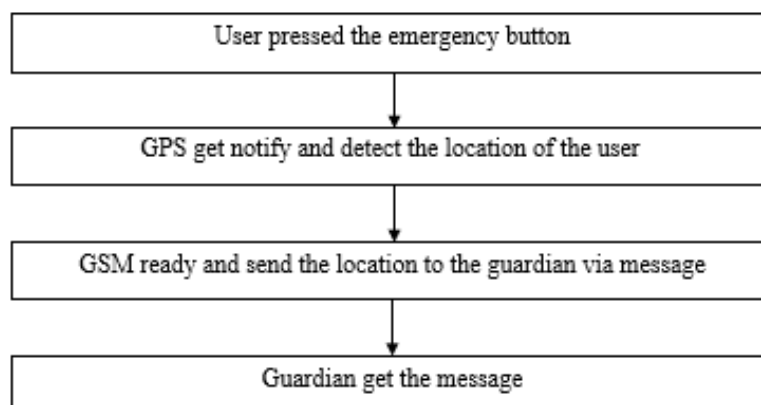 User pressed the emergency button
GPS get notify and detect the location of the user
GSM ready and send the location to the guardian via message
Guardian get the message